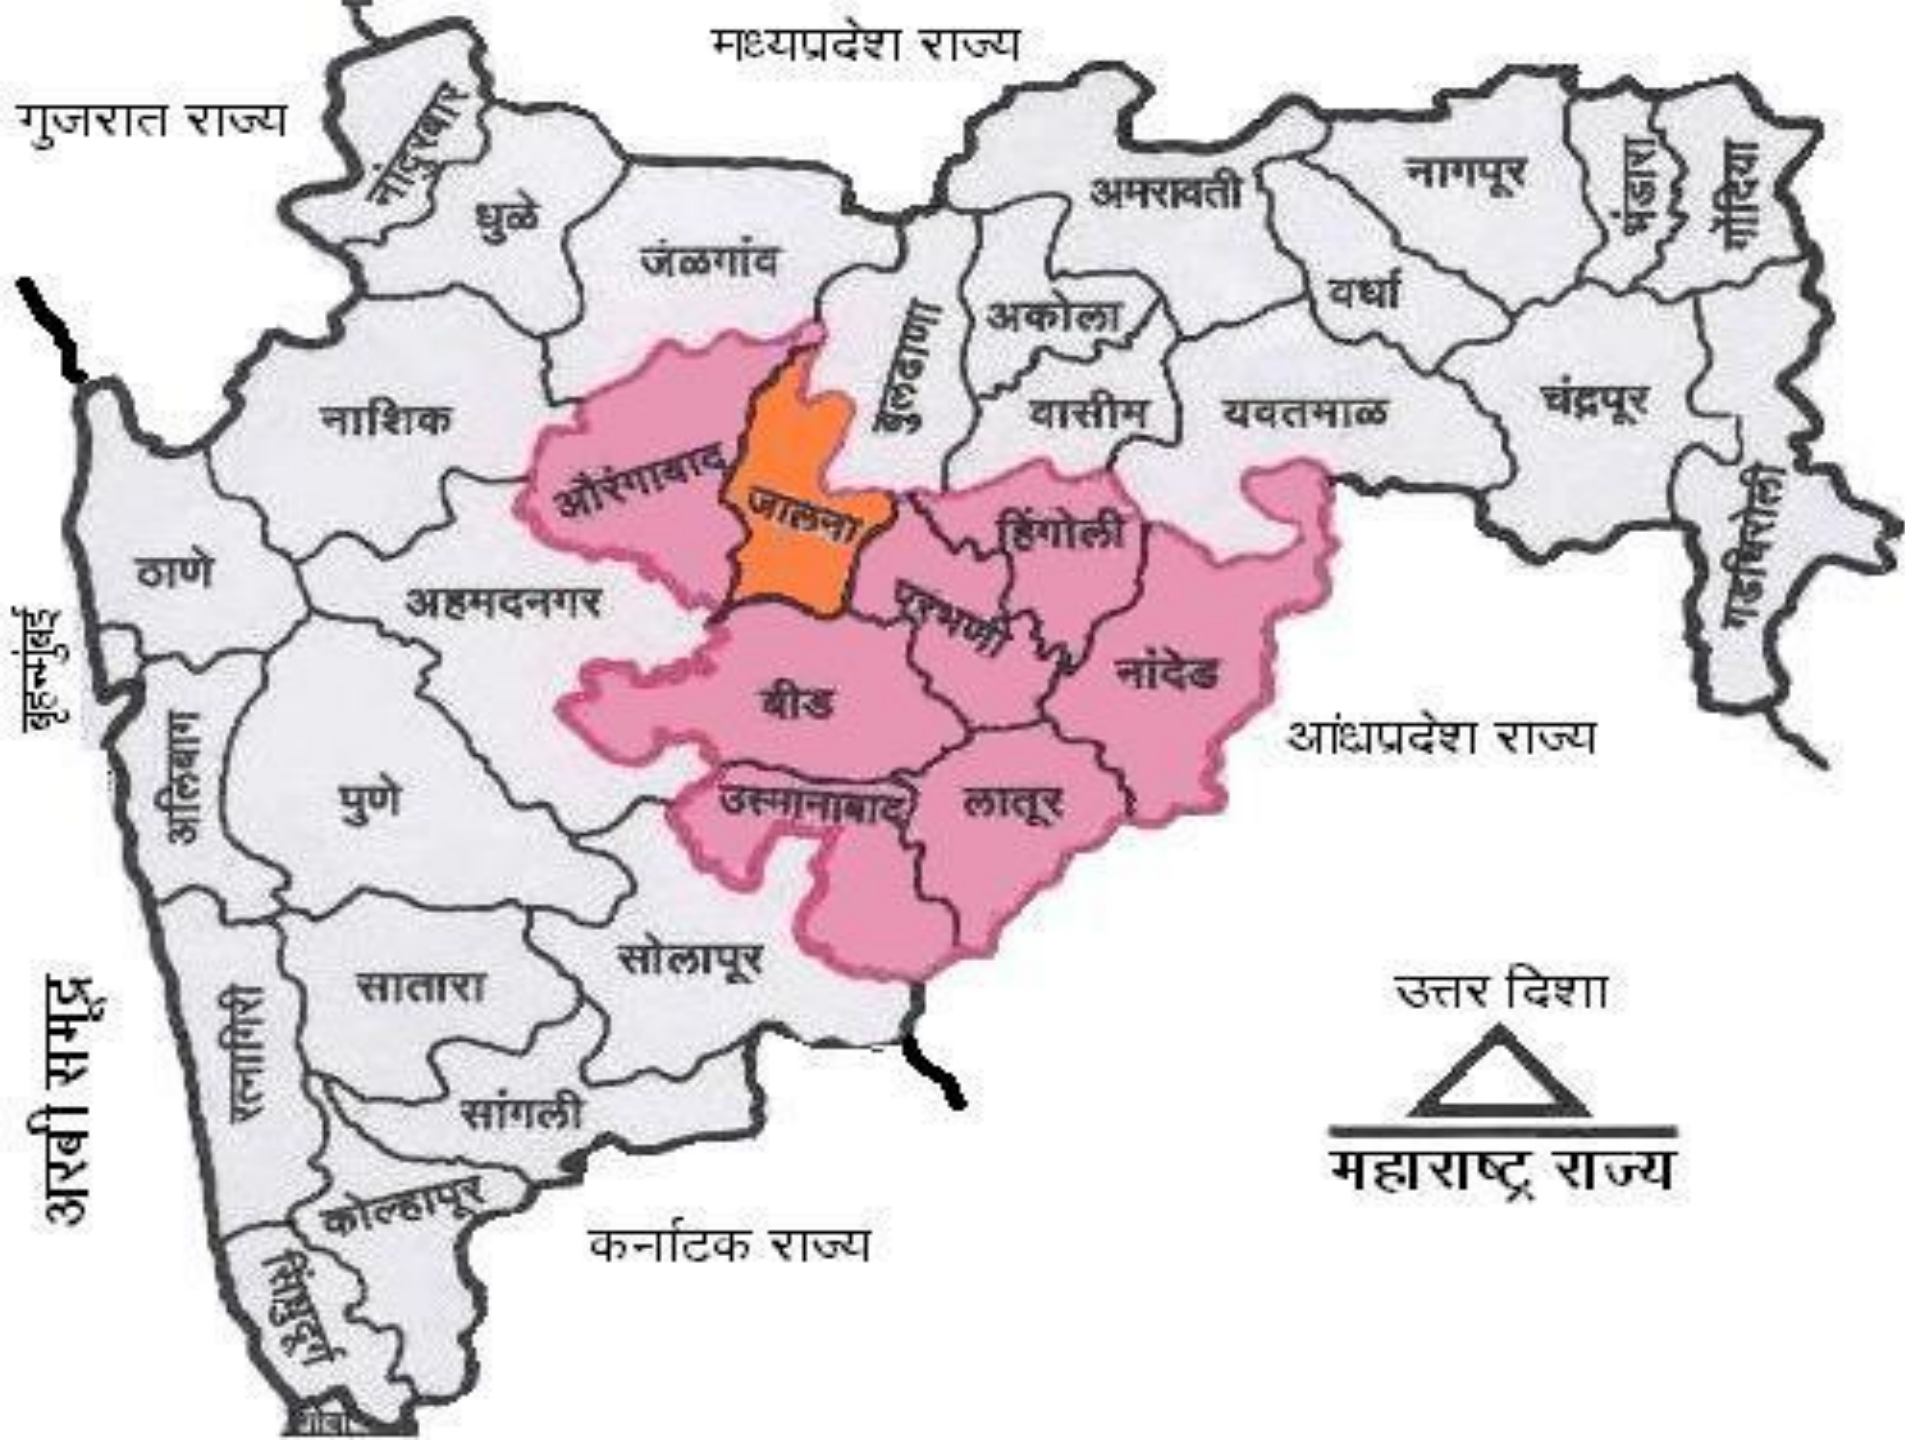 मध्यप्रदेश राज्य
गुजरात राज्य
नांदुरबार
धुळे
जंळगांव
अमरावती
नागपूर
भंडारा
गोंदिया
वर्धा
अकोला
बुलढाणा
नाशिक
वासीम
यवतमाळ
चंद्रपूर
औरंगाबाद
जालना
हिंगोली
गडचिरोली
ठाणे
अहमदनगर
परभणी
बृहन्मुंबई
बीड
नांदेड
आंध्रप्रदेश राज्य
अलिबाग
पुणे
उस्मानाबाद
लातूर
सोलापूर
सातारा
उत्तर दिशा
अरबी समूद्र
रत्नागिरी
सांगली
महाराष्ट्र राज्य
कोल्हापूर
कर्नाटक राज्य
सिंधुदूर्ग
गोवा